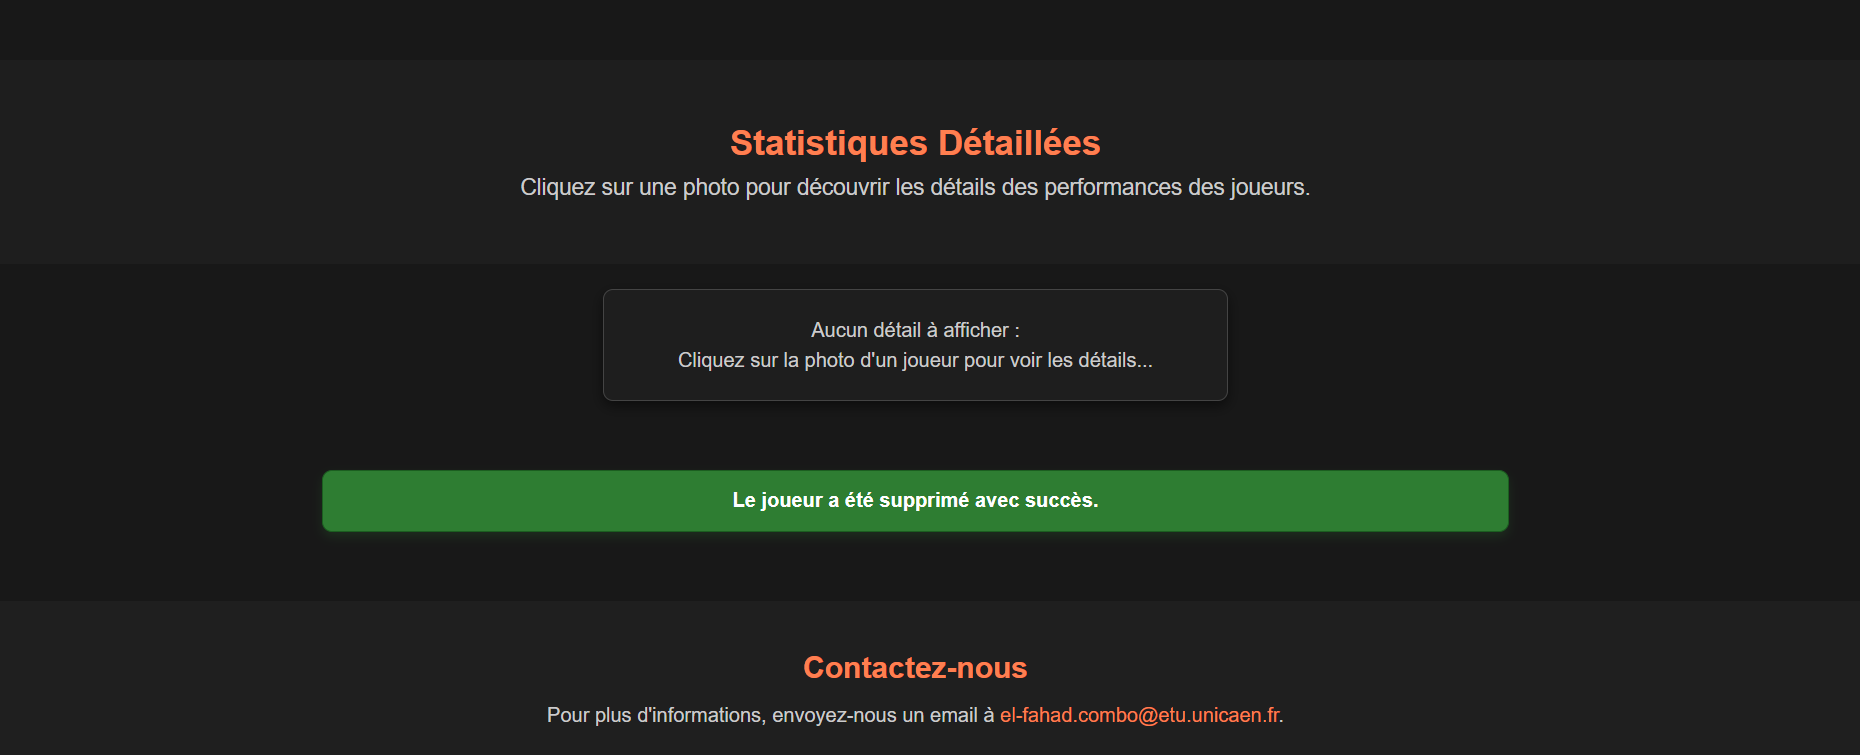 Statistiques Détaillées
Cliquez sur une photo pour découvrir les détails des performances des joueurs.
Aucun détail à afficher :
Cliquez sur la photo d'un joueur pour voir les détails...
Le joueur a été supprimé avec succès.
Contactez-nous
Pour plus d'informations, envoyez-nous un email à el-fahad.combo@etu.unicaen.fr.